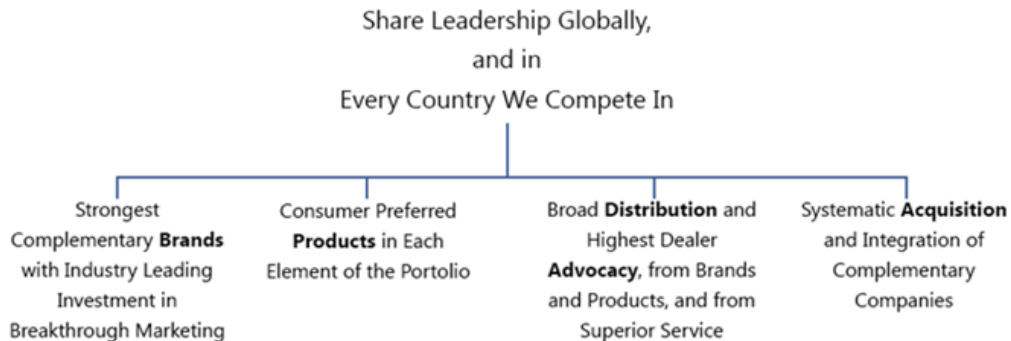 Share Leadership Globally,
and in
Every Country We Compete In
Strongest
Complementary Brands
with Industry Leading
Investment in
Breakthrough Marketing
Consumer Preferred
Products in Each
Element of the Portolio
Broad Distribution and
Highest Dealer
Advocacy, from Brands
and Products, and from
Superior Service
Systematic Acquisition
and Integration of
Complementary
Companies